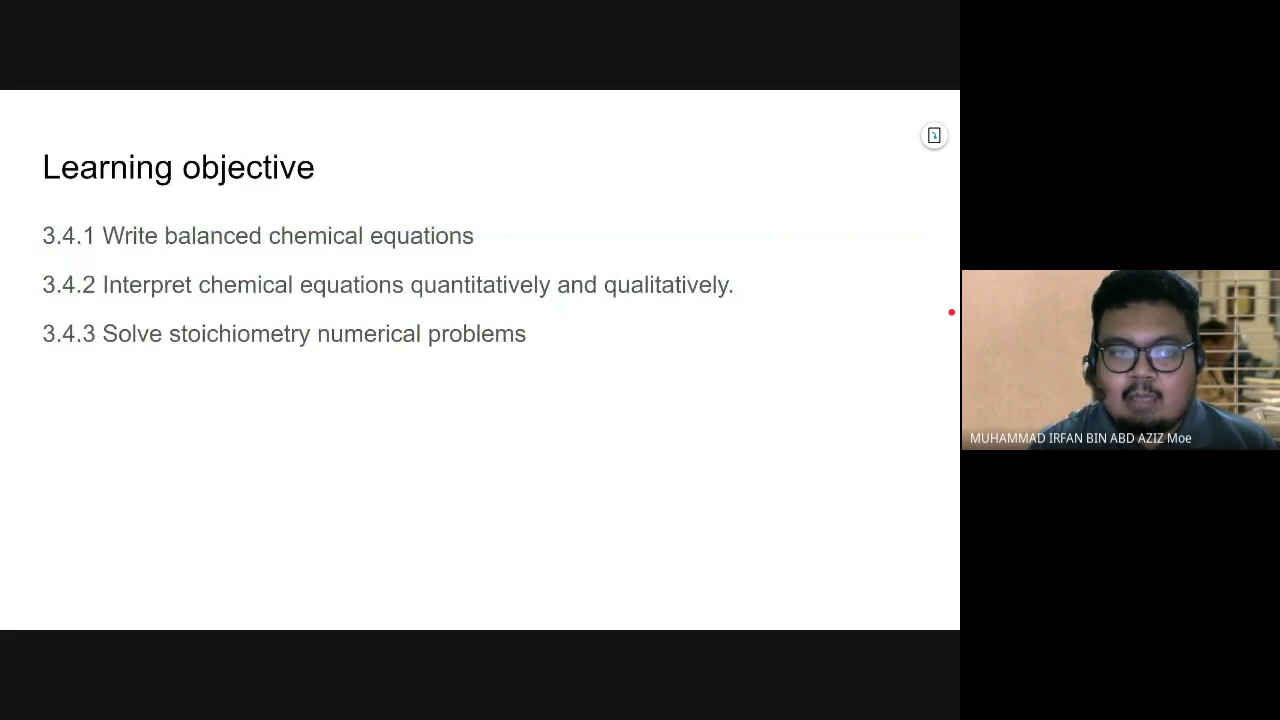 Learning objective
3.4.1 Write balanced chemical equations
3.4.2 Interpret chemical equations quantitatively and qualitatively.
3.4.3 Solve stoichiometry numerical problems
MUHAMMAD IRFAN BIN ABD AZIZ Moe